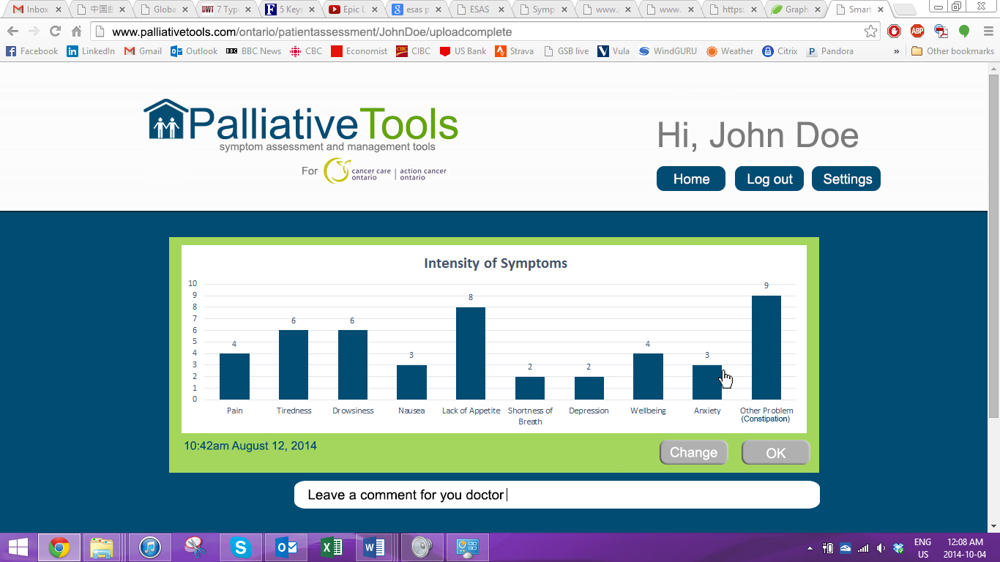 Inbox
中国曲
Globa
DWT 7 Type
F 5 Keys
Epic L
esas p
ESAS
Symp
www.
www.
https:
Graph
Smart
www.palliativetools.com/ontario/patientassessment/JohnDoe/uploadcomplete
ABP
Facebook LinkedIn Gmail Outlook BBC BBC News CBC Economist CIBC CIBC US Bank Strava GSB live Vula WindGURU Weather Citrix P Pandora » Other bookmarks
PalliativeTools
symptom assessment and management tools
For cancer care ontario | action cancer ontario
Hi, John Doe
Home Log out Settings
Intensity of Symptoms
10
9
8
7
6
5
4
3
2
1
0
4 6 6 3 8 2 2 4 3 9
Pain Tiredness Drowsiness Nausea Lack of Appetite Shortness of Breath Depression Wellbeing Anxiety Other Problem
(Constipation)
10:42am August 12, 2014
Change OK
Leave a comment for you doctor
ENG
US
12:08 AM
2014-10-04